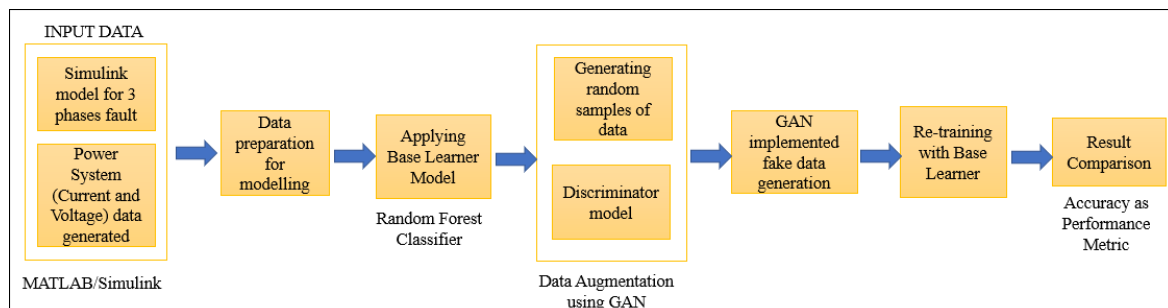 INPUT DATA
Simulink
model for 3
phases fault
Power
System
(Current and
Voltage) data
generated
MATLAB/Simulink
Data
preparation
for
modelling
Applying
Base Learner
Model
Random Forest
Classifier
Generating
random
samples of
data
Discriminator
model
Data Augmentation
using GAN
GAN
implemented
fake data
generation
Re-training
with Base
Learner
Result
Comparison
Accuracy as
Performance
Metric